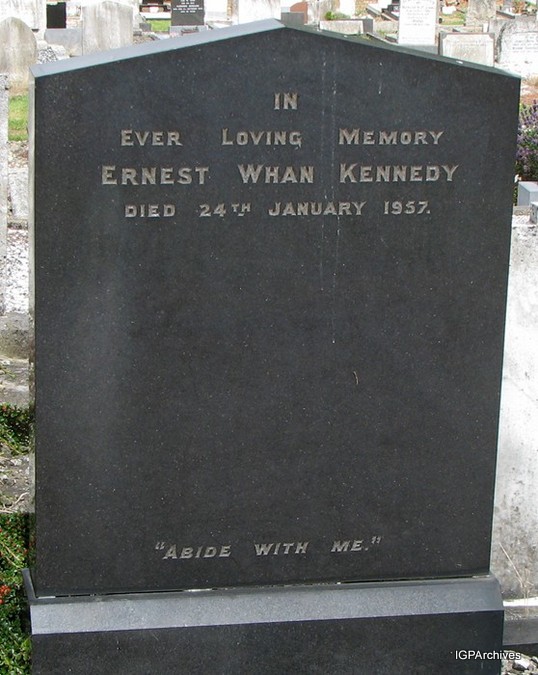 IN
EVER LOVING MEMORY
ERNEST WHAN KENNEDY
DIED 24TH JANUARY 1957.
"ABIDE WITH ME."
IGPArchives